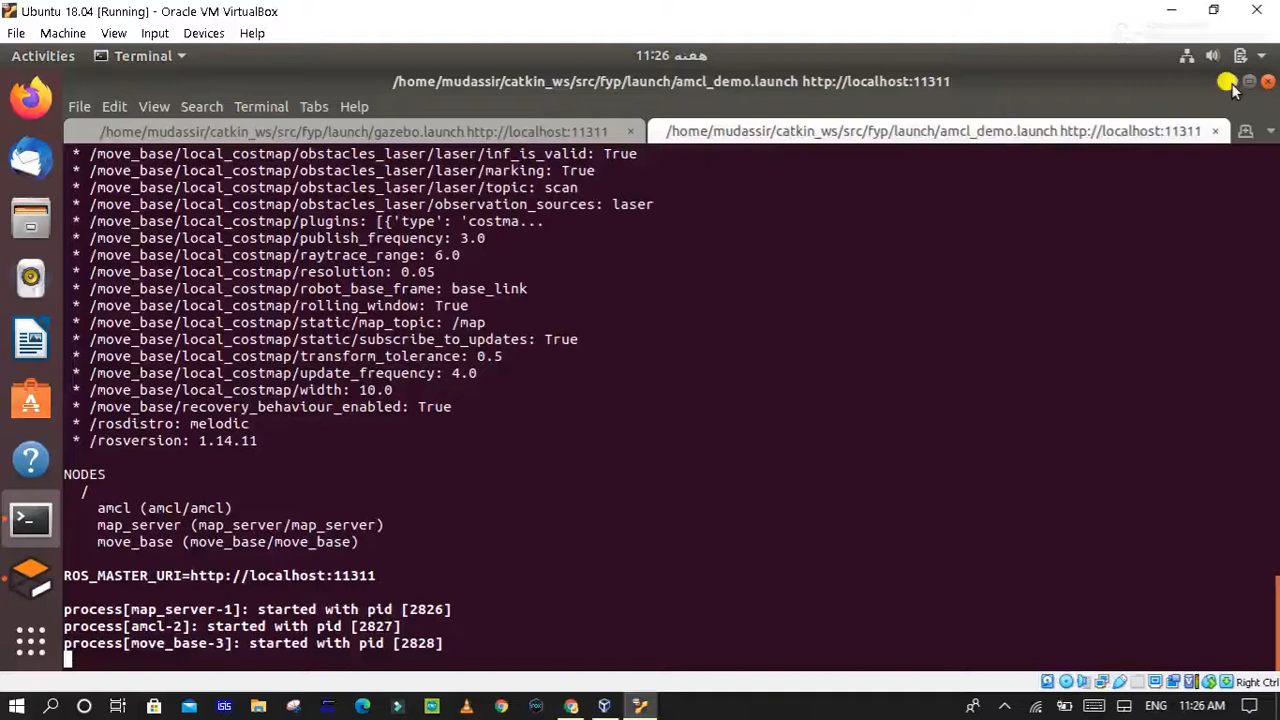 Ubuntu 18.04 [Running] - Oracle VM VirtualBox
File Machine View Input Devices Help
Activities Terminal هفته 11:26
/home/mudassir/catkin_ws/src/fyp/launch/amcl_demo.launch http://localhost:11311
File Edit View Search Terminal Tabs Help
/home/mudassir/catkin_ws/src/fyp/launch/gazebo.launch http://localhost:11311 × /home/mudassir/catkin_ws/src/fyp/launch/amcl_demo.launch http://localhost:11311 ×
* /move_base/local_costmap/obstacles_laser/laser/inf_is_valid: True
* /move_base/local_costmap/obstacles_laser/laser/marking: True
* /move_base/local_costmap/obstacles_laser/laser/topic: scan
* /move_base/local_costmap/obstacles_laser/observation_sources: laser
* /move_base/local_costmap/plugins: [{'type': 'costma...
* /move_base/local_costmap/publish_frequency: 3.0
* /move_base/local_costmap/raytrace_range: 6.0
* /move_base/local_costmap/resolution: 0.05
* /move_base/local_costmap/robot_base_frame: base_link
* /move_base/local_costmap/rolling_window: True
* /move_base/local_costmap/static/map_topic: /map
* /move_base/local_costmap/static/subscribe_to_updates: True
* /move_base/local_costmap/transform_tolerance: 0.5
* /move_base/local_costmap/update_frequency: 4.0
* /move_base/local_costmap/width: 10.0
* /move_base/recovery_behaviour_enabled: True
* /rosdistro: melodic
* /rosversion: 1.14.11
NODES
/
amcl (amcl/amcl)
map_server (map_server/map_server)
move_base (move_base/move_base)
ROS_MASTER_URI=http://localhost:11311
process[map_server-1]: started with pid [2826]
process[amcl-2]: started with pid [2827]
process[move_base-3]: started with pid [2828]
Right Ctrl
ENG 11:26 AM